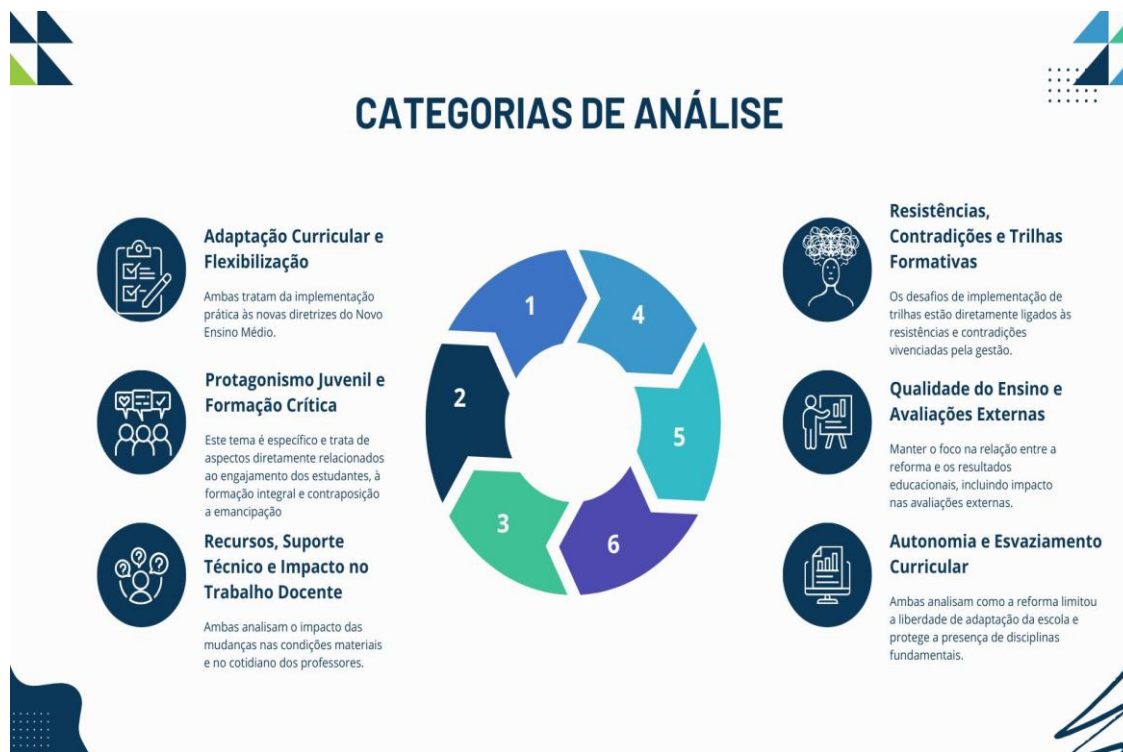 CATEGORIAS DE ANÁLISE
Adaptação Curricular e
Flexibilização
Ambas tratam da implementação
prática às novas diretrizes do Novo
Ensino Médio.
Protagonismo Juvenil e
Formação Crítica
Este tema é específico e trata de
aspectos diretamente relacionados
ao engajamento dos estudantes, à
formação integral e contraposição
a emancipação
Recursos, Suporte
Técnico e Impacto no
Trabalho Docente
Ambas analisam o impacto das
mudanças nas condições materiais
e no cotidiano dos professores.
1
2
3
4
5
6
Resistências,
Contradições e Trilhas
Formativas
Os desafios de implementação de
trilhas estão diretamente ligados às
resistências e contradições
vivenciadas pela gestão.
Qualidade do Ensino e
Avaliações Externas
Manter o foco na relação entre a
reforma e os resultados
educacionais, incluindo impacto
nas avaliações externas.
Autonomia e Esvaziamento
Curricular
Ambas analisam como a reforma limitou
a liberdade de adaptação da escola e
protege a presença de disciplinas
fundamentais.